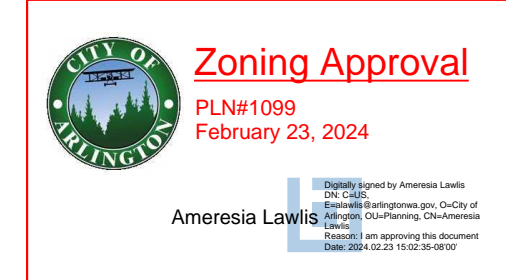 CITY OF
ARLINGTON
Zoning Approval
PLN#1099
February 23, 2024
Ameresia Lawlis
Digitally signed by Ameresia Lawlis
DN: C=US,
E=alawlis@arlingtonwa.gov, O=City of
Arlington, OU=Planning, CN=Ameresia
Lawlis
Reason: I am approving this document
Date: 2024.02.23 15:02:35-08'00'